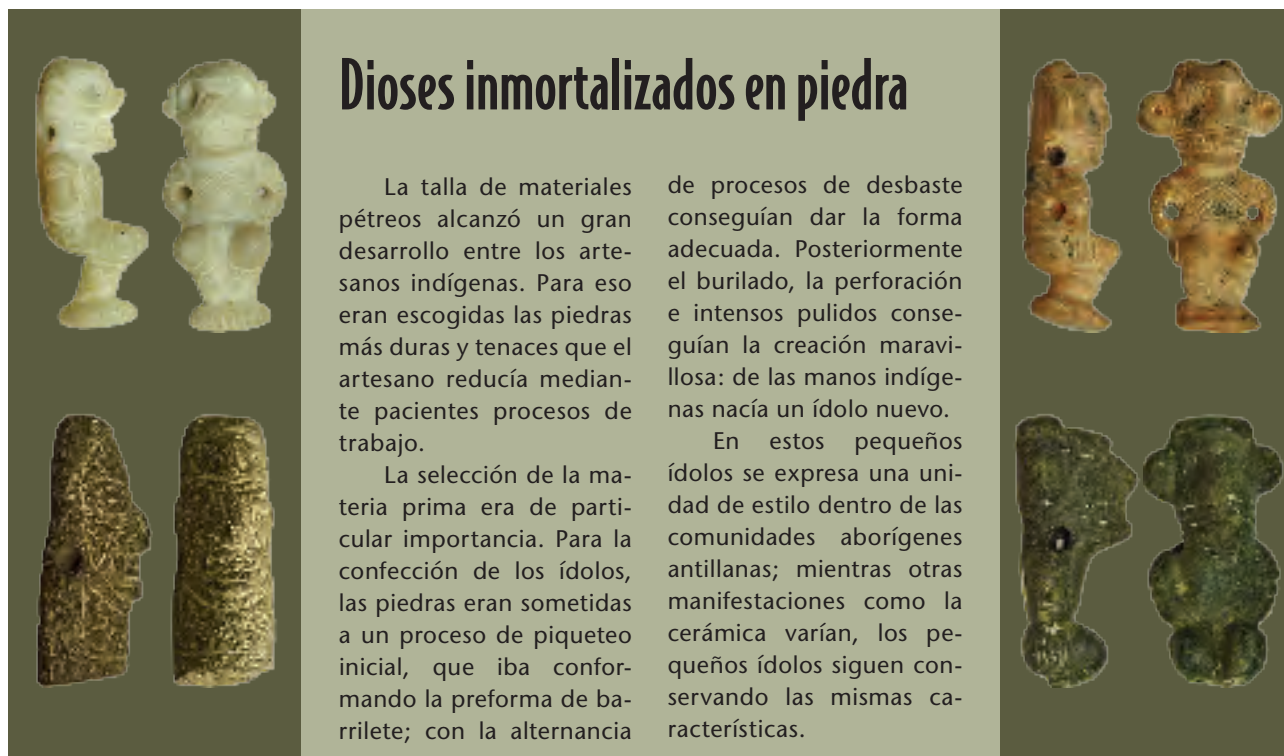 Dioses inmortalizados en piedra
La talla de materiales
pétreos alcanzó un gran
desarrollo entre los arte-
sanos indígenas. Para eso
eran escogidas las piedras
más duras y tenaces que el
artesano reducía median-
te pacientes procesos de
trabajo.
La selección de la ma-
teria prima era de parti-
cular importancia. Para la
confección de los ídolos,
las piedras eran sometidas
a un proceso de piqueteo
inicial, que iba confor-
mando la preforma de ba-
rrilete; con la alternancia
de procesos de desbaste
conseguían dar la forma
adecuada. Posteriormente
el burilado, la perforación
e intensos pulidos conse-
guían la creación maravi-
llosa: de las manos indíge-
nas nacía un ídolo nuevo.
En estos pequeños
ídolos se expresa una uni-
dad de estilo dentro de las
comunidades aborígenes
antillanas; mientras otras
manifestaciones como la
cerámica varían, los pe-
queños ídolos siguen con-
servando las mismas ca-
racterísticas.